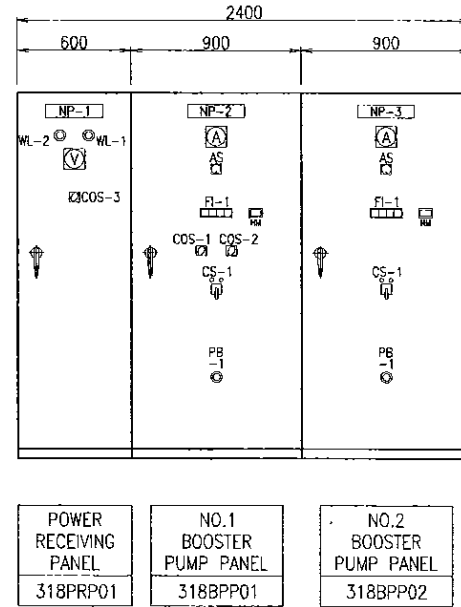 2400
600 900 900
NP-1 NP-2 NP-3
WL-2 WL-1
V A A
AS AS
COS-3
FI-1 FI-1
HM HM
COS-1 COS-2
CS-1 CS-1
PB PB
-1 -1
POWER
RECEIVING
PANEL
318PRP01
NO.1
BOOSTER
PUMP PANEL
318BPP01
NO.2
BOOSTER
PUMP PANEL
318BPP02